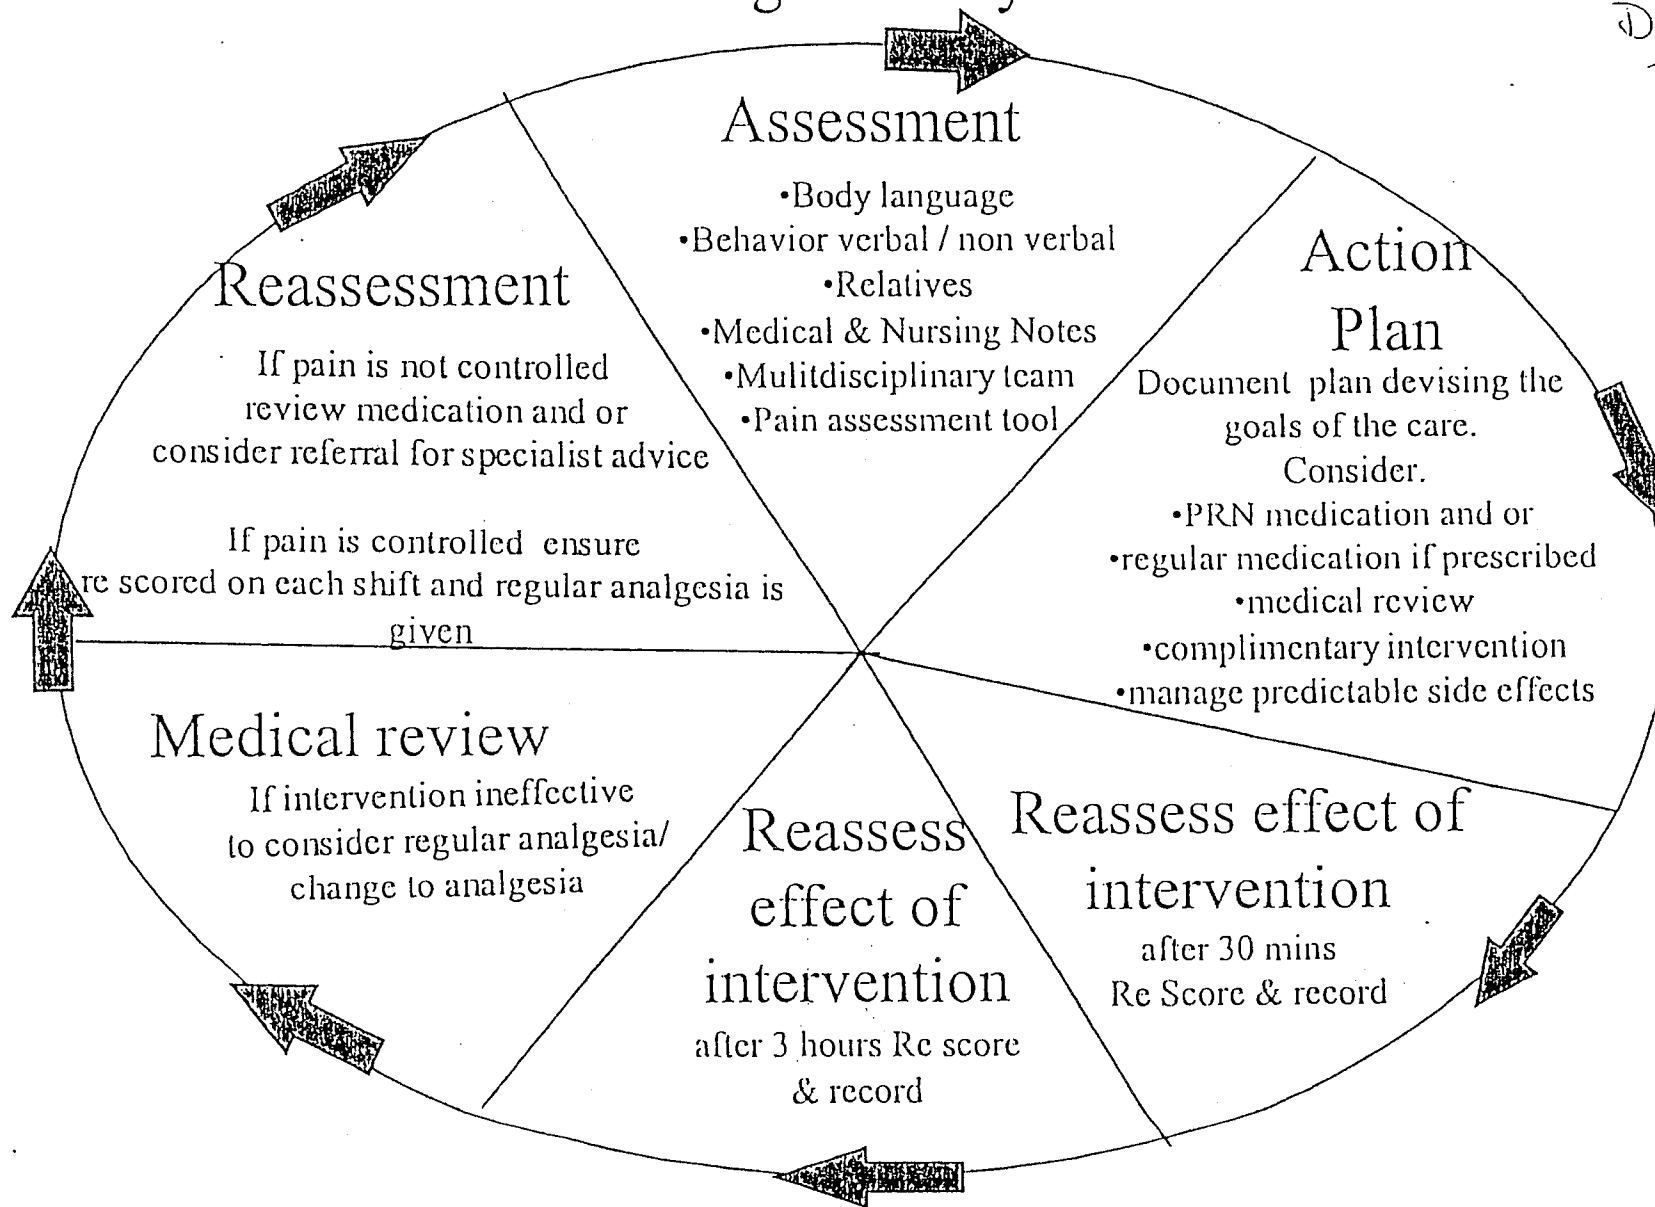 Assessment
•Body language
•Behavior verbal / non verbal
•Relatives
•Medical & Nursing Notes
•Mulitdisciplinary team
•Pain assessment tool
Action
Plan
Document plan devising the
goals of the care.
Consider.
•PRN medication and or
•regular medication if prescribed
•medical review
•complimentary intervention
•manage predictable side effects
Reassess effect of
intervention
after 30 mins
Re Score & record
Reassess
effect of
intervention
after 3 hours Re score
& record
Medical review
If intervention ineffective
to consider regular analgesia/
change to analgesia
Reassessment
If pain is not controlled
review medication and or
consider referral for specialist advice
If pain is controlled ensure
re scored on each shift and regular analgesia is
given